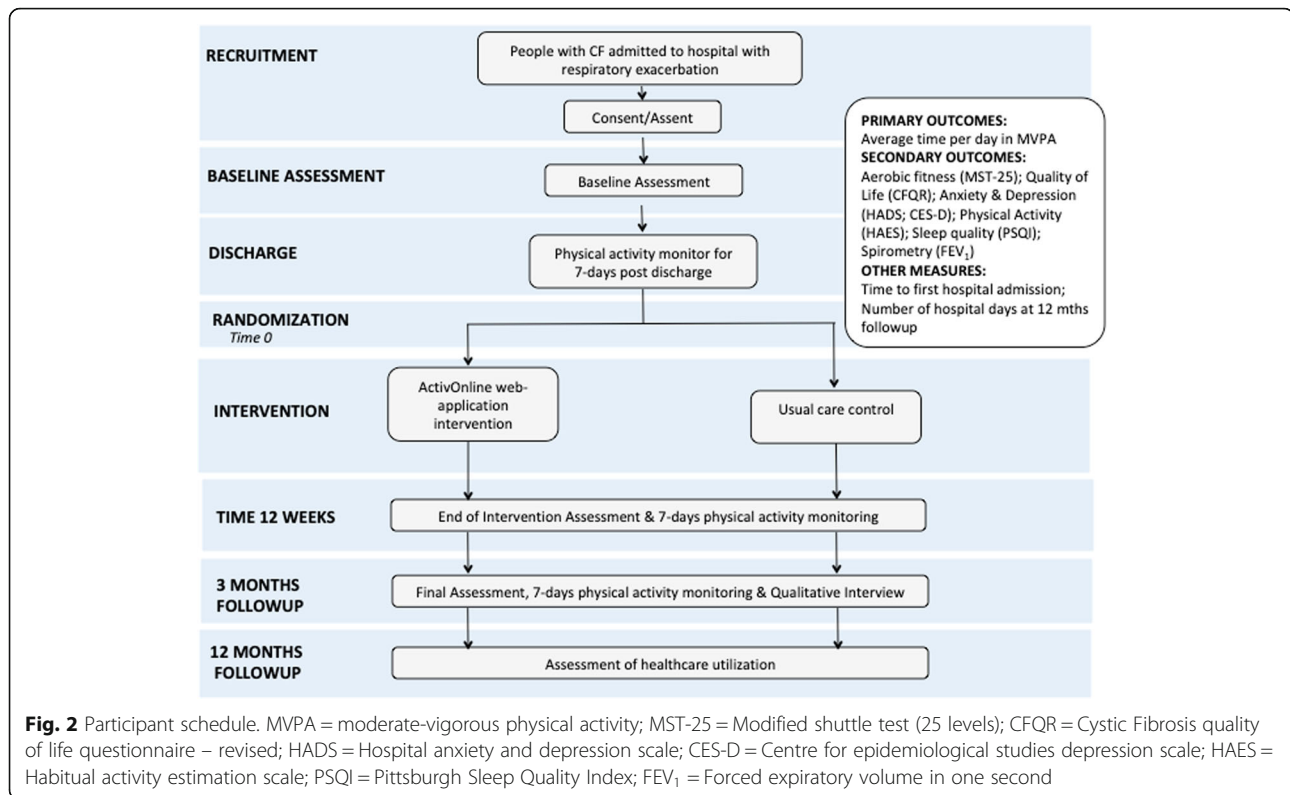 RECRUITMENT
People with CF admitted to hospital with
respiratory exacerbation
Consent/Assent
PRIMARY OUTCOMES:
Average time per day in MVPA
SECONDARY OUTCOMES:
Aerobic fitness (MST-25); Quality of
Life (CFQR); Anxiety & Depression
(HADS; CES-D); Physical Activity
(HAES); Sleep quality (PSQI);
Spirometry (FEV₁)
OTHER MEASURES:
Time to first hospital admission;
Number of hospital days at 12 mths
followup
BASELINE ASSESSMENT
Baseline Assessment
DISCHARGE
Physical activity monitor for
7-days post discharge
RANDOMIZATION
Time 0
INTERVENTION
ActivOnline web-
application
intervention
Usual care control
TIME 12 WEEKS
End of Intervention Assessment & 7-days physical activity monitoring
3 MONTHS
FOLLOWUP
Final Assessment, 7-days physical activity monitoring & Qualitative Interview
12 MONTHS
FOLLOWUP
Assessment of healthcare utilization
Fig. 2 Participant schedule. MVPA = moderate-vigorous physical activity; MST-25 = Modified shuttle test (25 levels); CFQR = Cystic Fibrosis quality
of life questionnaire – revised; HADS = Hospital anxiety and depression scale; CES-D = Centre for epidemiological studies depression scale; HAES =
Habitual activity estimation scale; PSQI = Pittsburgh Sleep Quality Index; FEV₁ = Forced expiratory volume in one second